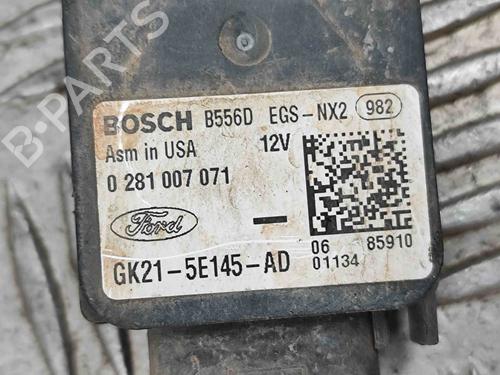 B-Parts
BOSCH B556D EGS-NX2 982
Asm in USA 12V
0 281 007 071
Ford
GK21-5E145-AD
06 85910
01134